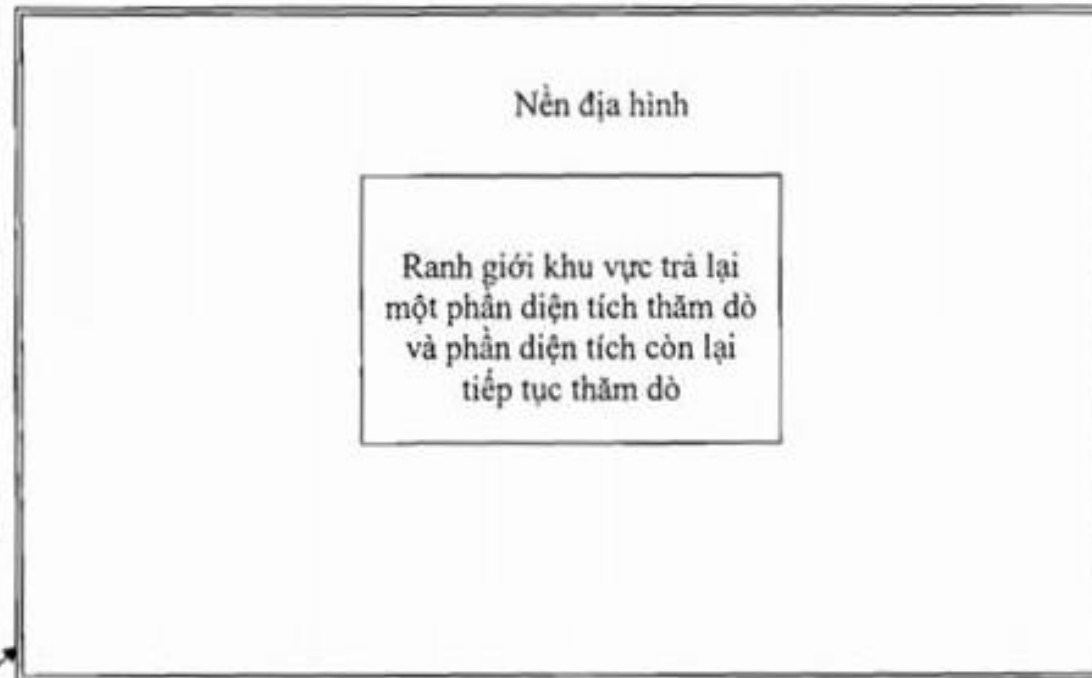 Nền địa hình
Ranh giới khu vực trả lại
một phần diện tích thăm dò
và phần diện tích còn lại
tiếp tục thăm dò